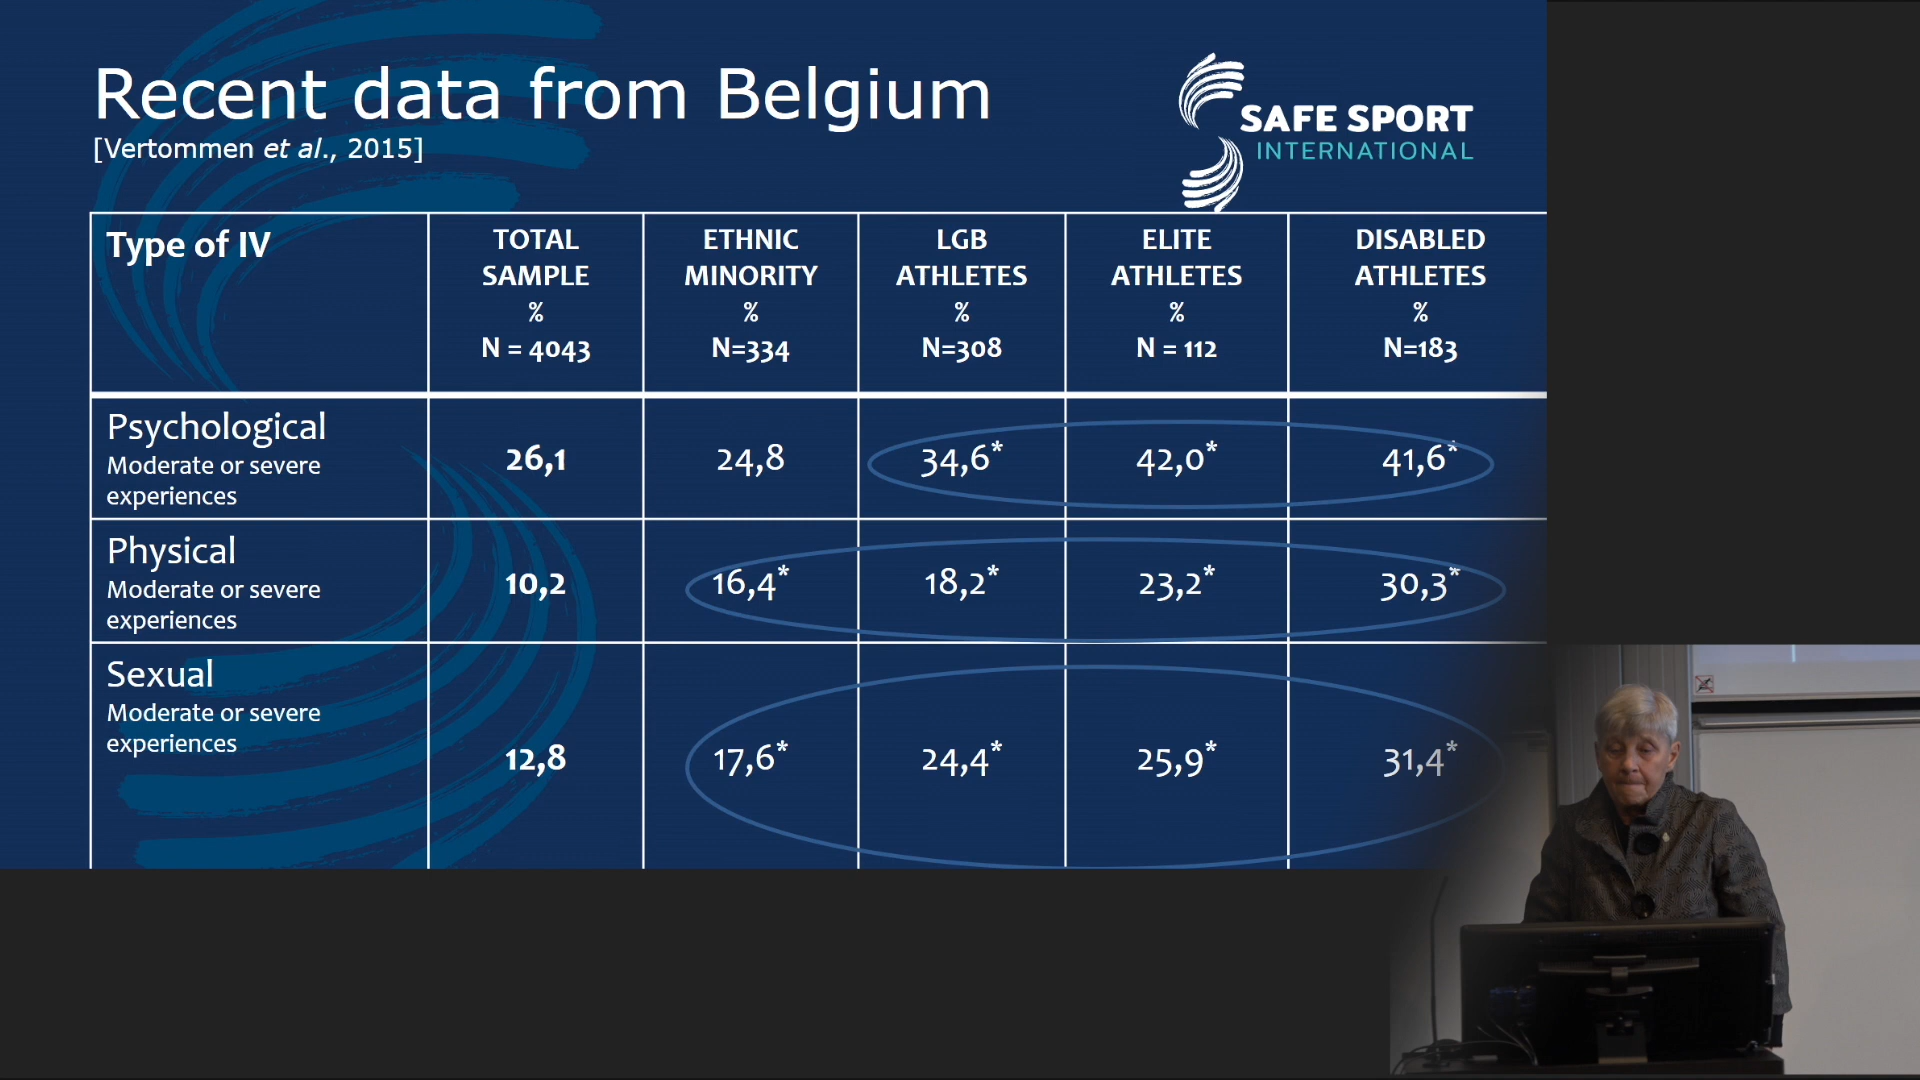 Recent data from Belgium
[Vertommen et al., 2015]
SAFE SPORT
INTERNATIONAL
Type of IV
TOTAL
SAMPLE
%
N = 4043
ETHNIC
MINORITY
%
N=334
LGB
ATHLETES
%
N=308
ELITE
ATHLETES
%
N = 112
DISABLED
ATHLETES
%
N=183
Psychological
Moderate or severe
experiences
26,1
24,8
34,6*
42,0*
41,6*
Physical
Moderate or severe
experiences
10,2
16,4*
18,2*
23,2*
30,3*
Sexual
Moderate or severe
experiences
12,8
17,6*
24,4*
25,9*
31,4*